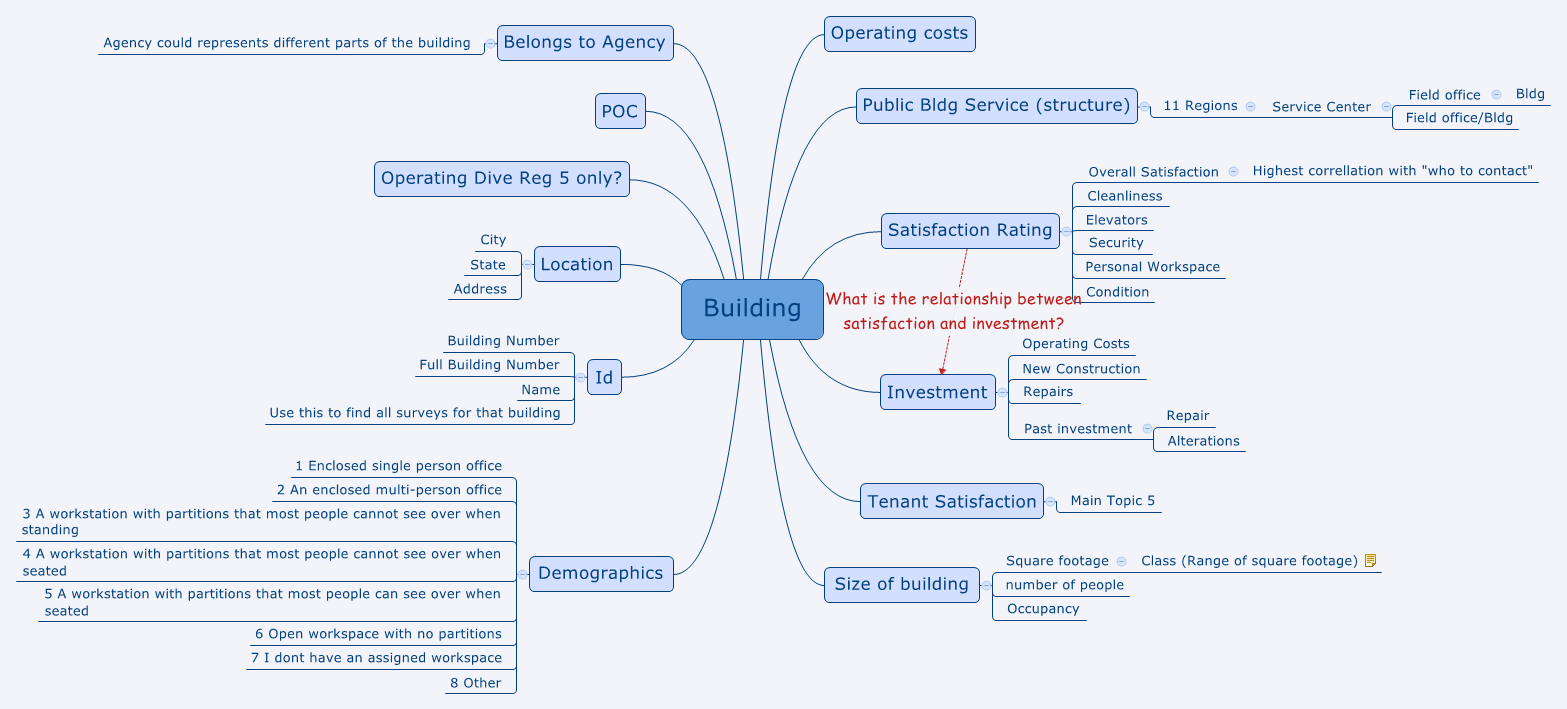 Building
Operating costs
Public Bldg Service (structure)
11 Regions
Service Center
Field office
Bldg
Field office/Bldg
Satisfaction Rating
Overall Satisfaction
Highest correllation with "who to contact"
Cleanliness
Elevators
Security
Personal Workspace
Condition
What is the relationship between
satisfaction and investment?
Investment
Operating Costs
New Construction
Repairs
Past investment
Repair
Alterations
Tenant Satisfaction
Main Topic 5
Size of building
Square footage
Class (Range of square footage)
number of people
Occupancy
Belongs to Agency
Agency could represents different parts of the building
POC
Operating Dive Reg 5 only?
Location
City
State
Address
Id
Building Number
Full Building Number
Name
Use this to find all surveys for that building
Demographics
1 Enclosed single person office
2 An enclosed multi-person office
3 A workstation with partitions that most people cannot see over when
standing
4 A workstation with partitions that most people cannot see over when
seated
5 A workstation with partitions that most people can see over when
seated
6 Open workspace with no partitions
7 I dont have an assigned workspace
8 Other